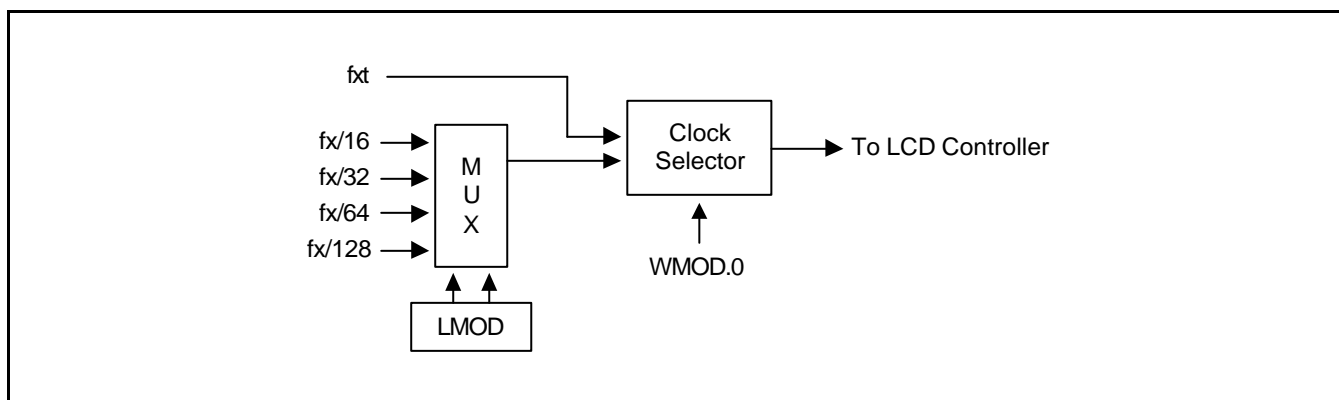 fxt
fx/16
fx/32
fx/64
fx/128
M
U
X
LMOD
Clock
Selector
WMOD.0
To LCD Controller